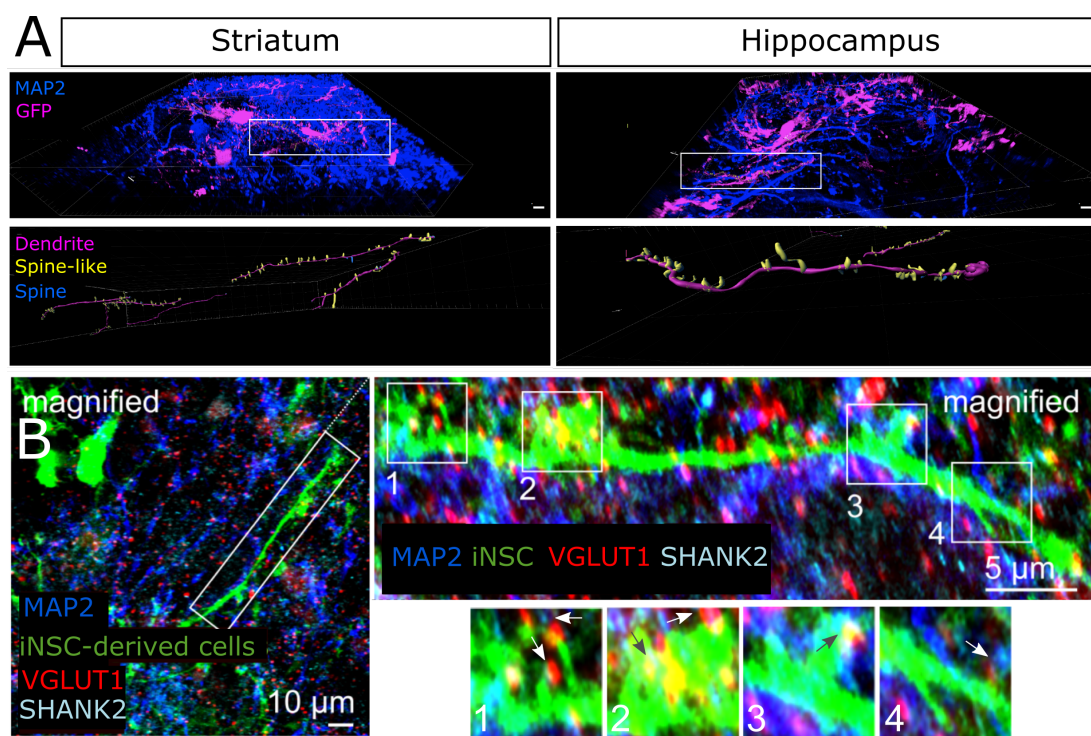 A
Striatum
Hippocampus
MAP2
GFP
Dendrite
Spine-like
Spine
magnified
B
MAP2
iNSC-derived cells
VGLUT1
SHANK2
10 µm
magnified
1
2
3
4
MAP2 iNSC VGLUT1 SHANK2
5 µm
1
2
3
4